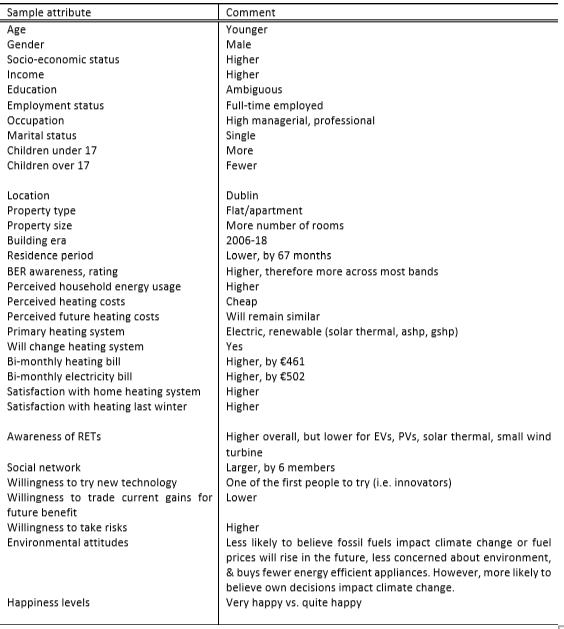 Sample attribute Comment
Age Younger
Gender Male
Socio-economic status Higher
Income Higher
Education Ambiguous
Employment status Full-time employed
Occupation High managerial, professional
Marital status Single
Children under 17 More
Children over 17 Fewer
Location Dublin
Property type Flat/apartment
Property size More number of rooms
Building era 2006-18
Residence period Lower, by 67 months
BER awareness, rating Higher, therefore more across most bands
Perceived household energy usage Higher
Perceived heating costs Cheap
Perceived future heating costs Will remain similar
Primary heating system Electric, renewable (solar thermal, ashp, gshp)
Will change heating system Yes
Bi-monthly heating bill Higher, by €461
Bi-monthly electricity bill Higher, by €502
Satisfaction with home heating system Higher
Satisfaction with heating last winter Higher
Awareness of RETs Higher overall, but lower for EVs, PVs, solar thermal, small wind
turbine
Social network Larger, by 6 members
Willingness to try new technology One of the first people to try (i.e. innovators)
Willingness to trade current gains for Lower
future benefit
Willingness to take risks Higher
Environmental attitudes Less likely to believe fossil fuels impact climate change or fuel
prices will rise in the future, less concerned about environment,
& buys fewer energy efficient appliances. However, more likely to
believe own decisions impact climate change.
Happiness levels Very happy vs. quite happy